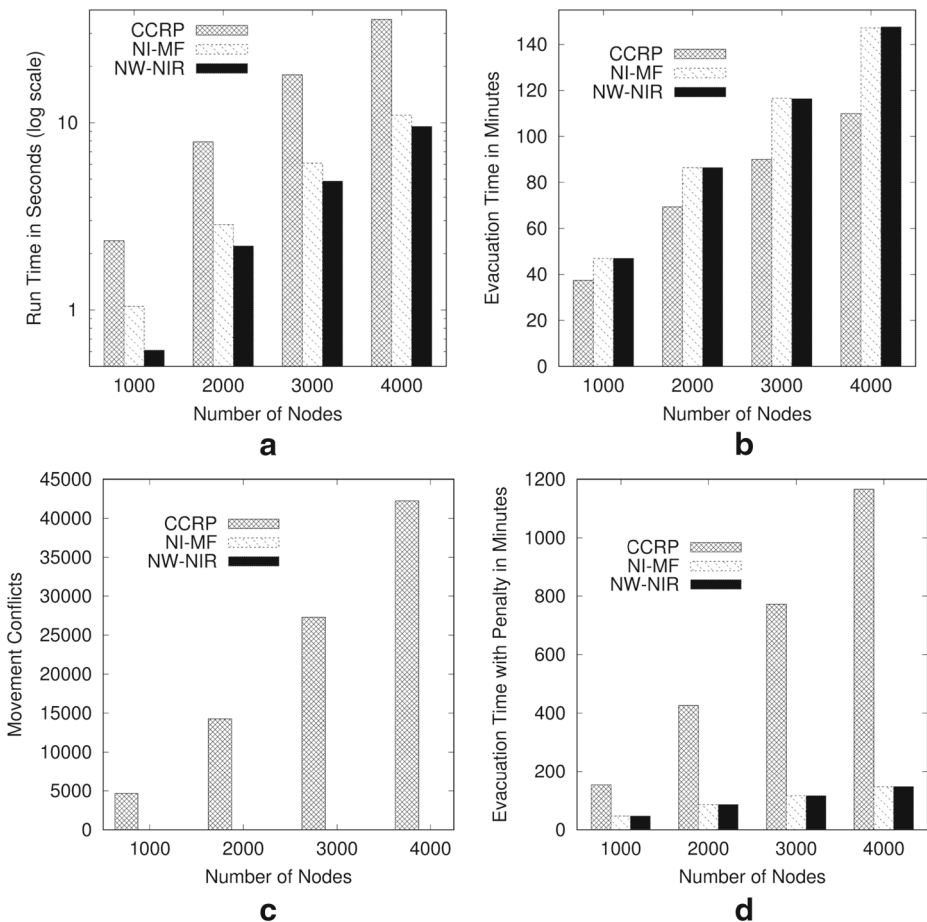 CCRP
NI-MF
NW-NIR
10
1
Run Time in Seconds (log scale)
1000 2000 3000 4000
Number of Nodes
a
CCRP
NI-MF
NW-NIR
140
120
100
80
60
40
20
0
Evacuation Time in Minutes
1000 2000 3000 4000
Number of Nodes
b
45000
40000
35000
30000
25000
20000
15000
10000
5000
0
CCRP
NI-MF
NW-NIR
Movement Conflicts
1000 2000 3000 4000
Number of Nodes
c
1200
1000
800
600
400
200
0
CCRP
NI-MF
NW-NIR
Evacuation Time with Penalty in Minutes
1000 2000 3000 4000
Number of Nodes
d